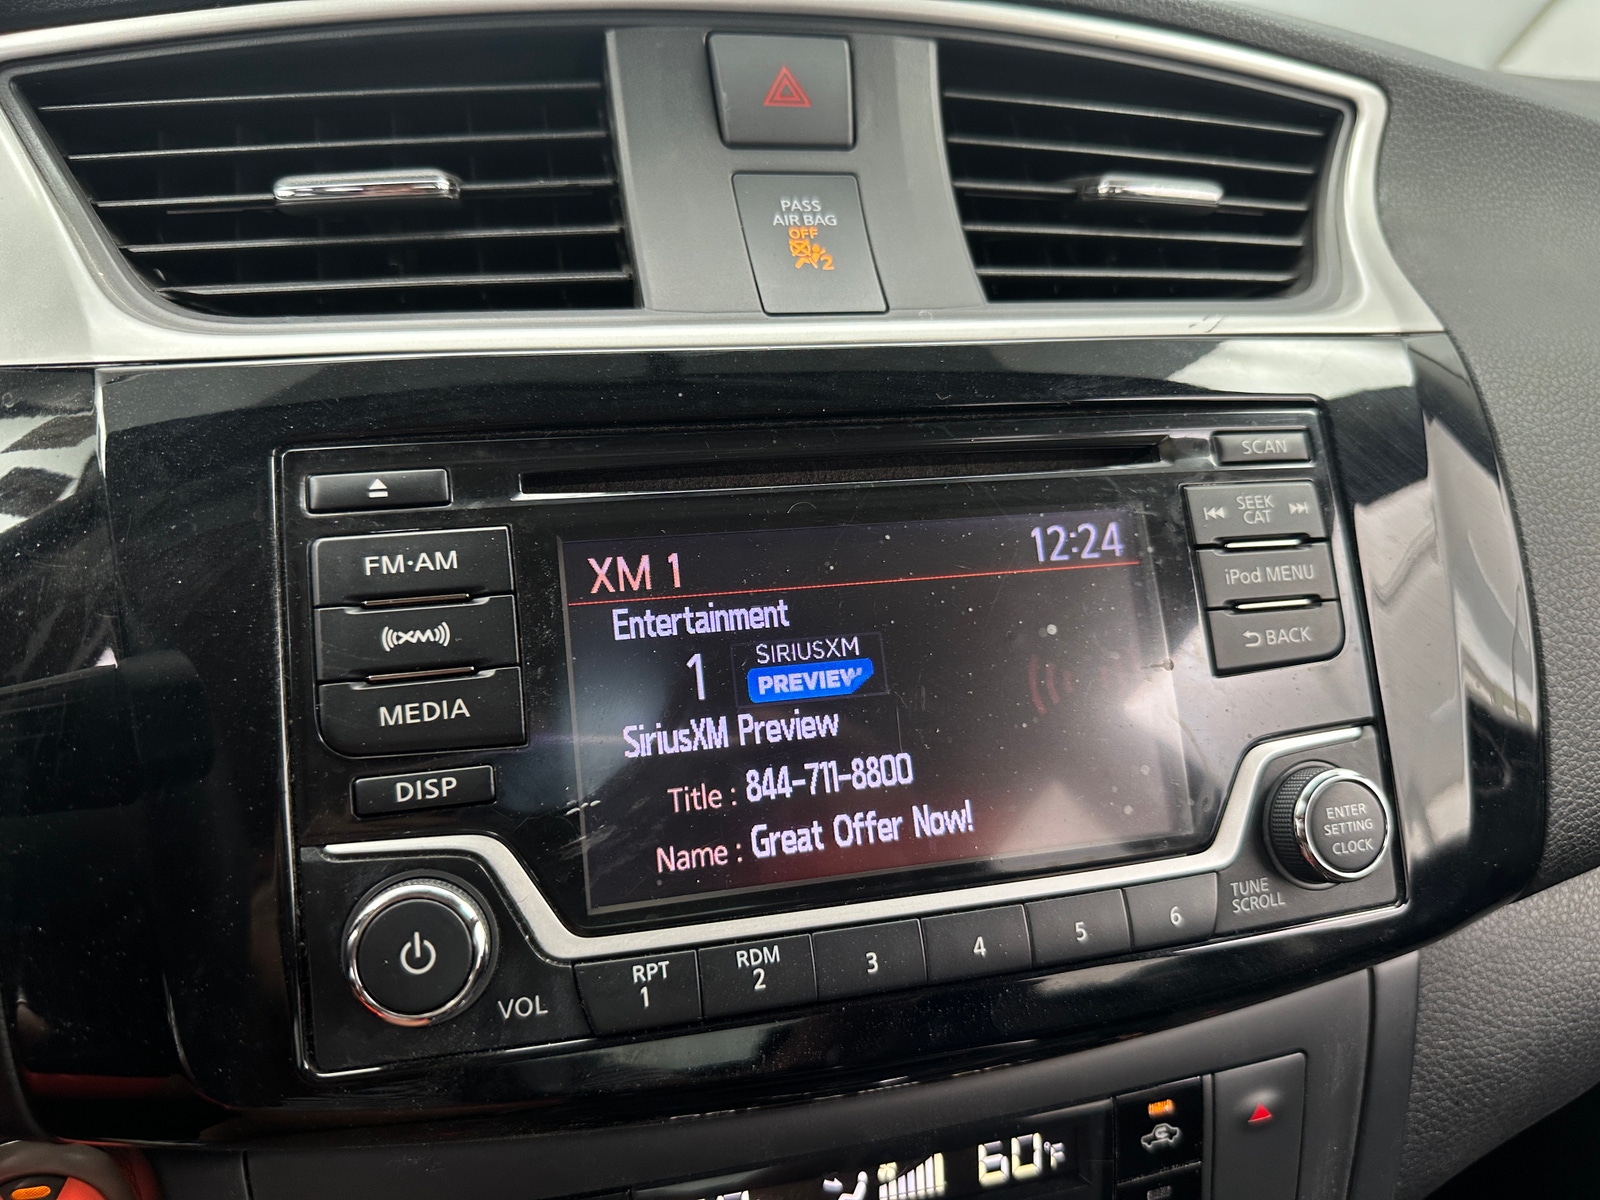 PASS
AIR BAG
OFF
2
SCAN
SEEK
CAT
FM·AM
XM 1
12:24
iPod MENU
XM
Entertainment
BACK
1
SIRIUSXM
PREVIEW
MEDIA
SiriusXM Preview
DISP
Title : 844-711-8800
Name : Great Offer Now!
ENTER
SETTING
CLOCK
TUNE
SCROLL
VOL
RPT
1
RDM
2
3
4
5
6
60°F